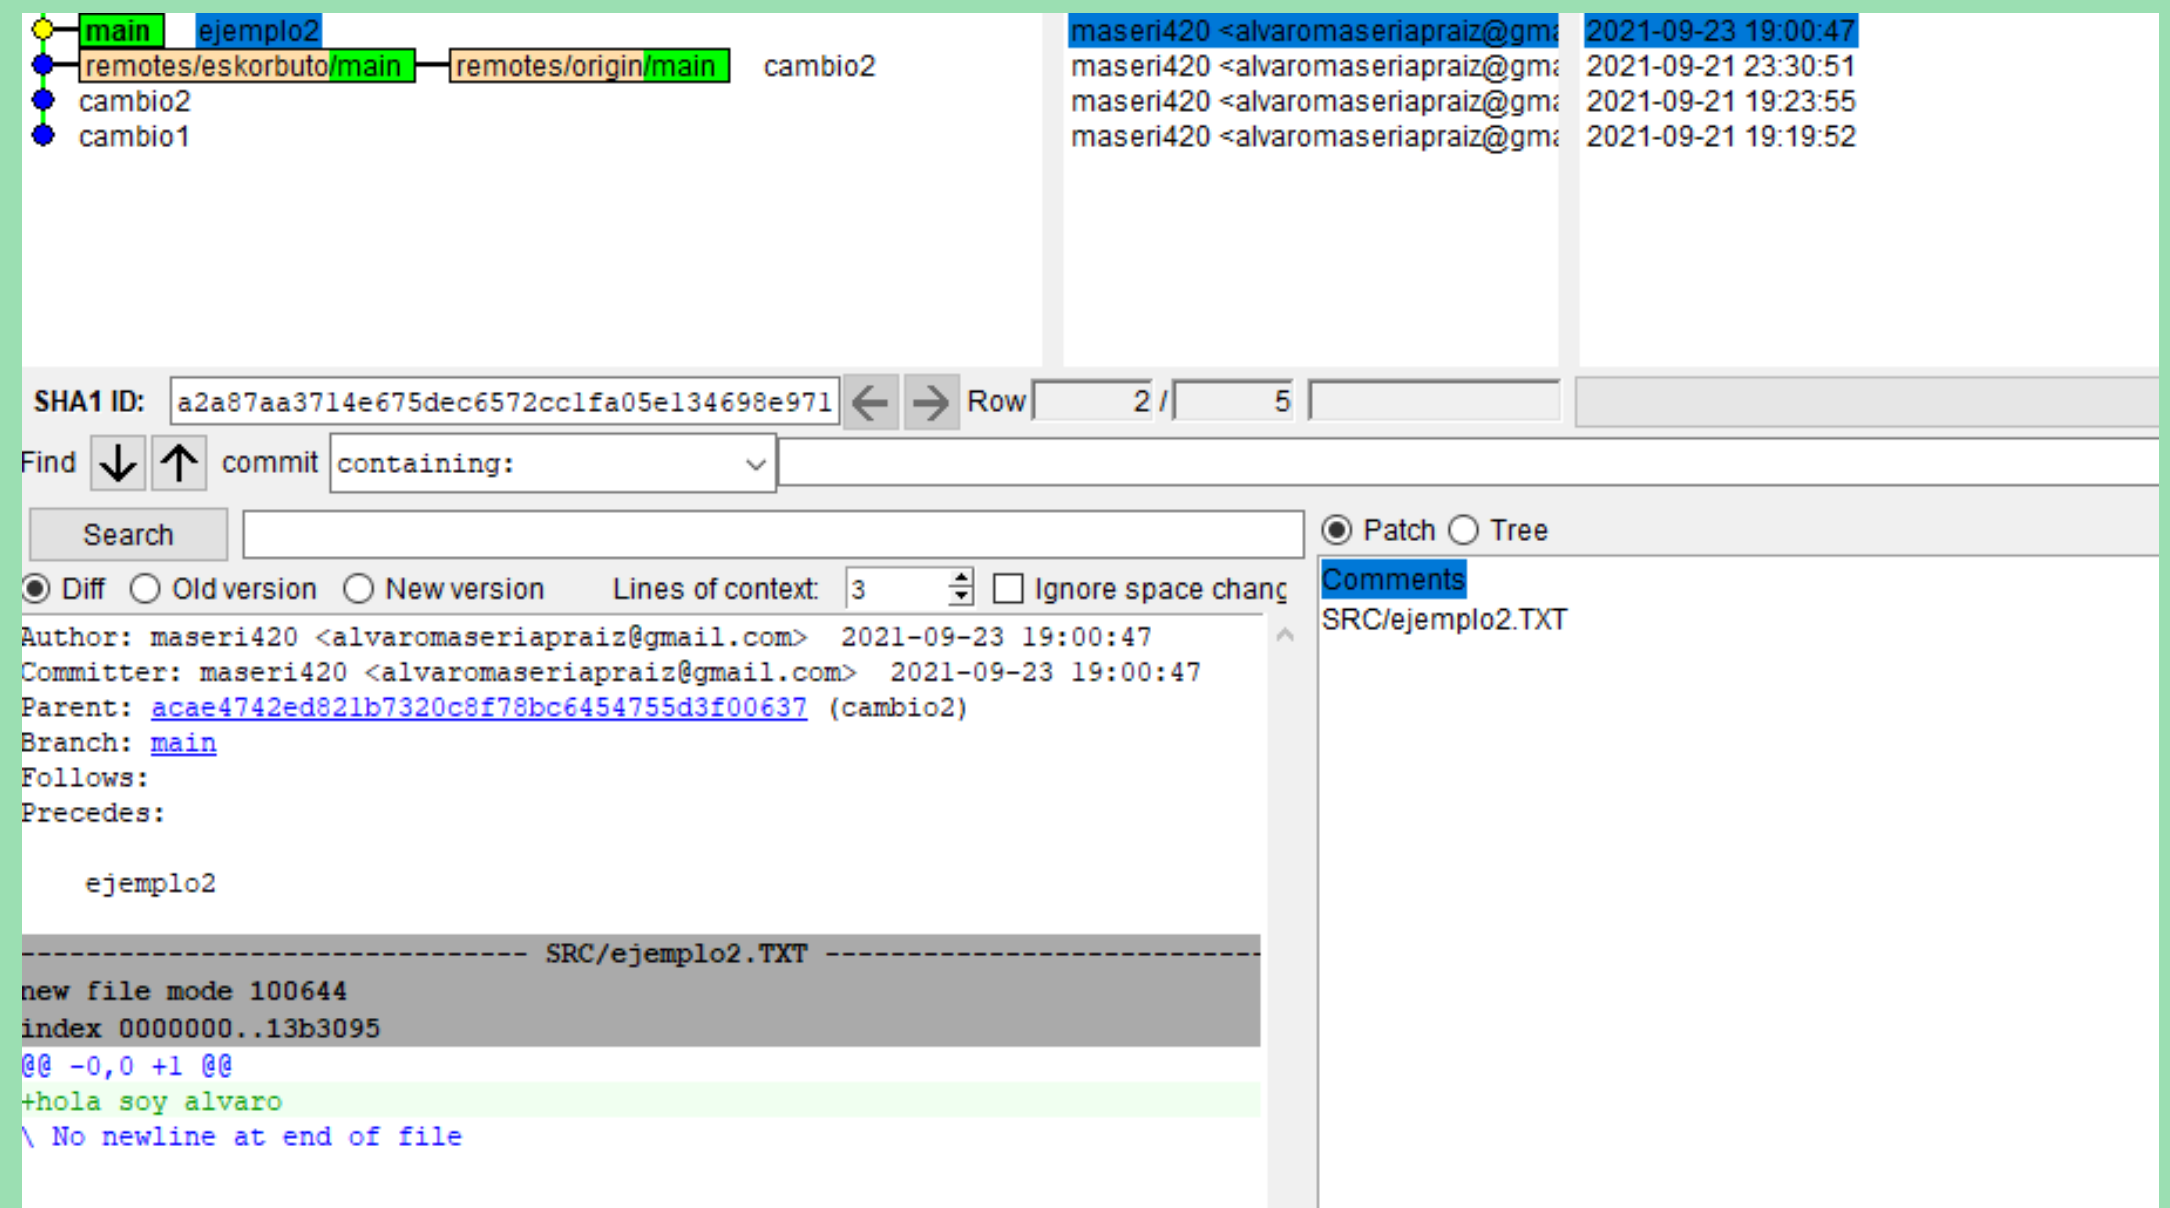 main ejemplo2 maseri420 <alvaromaseriapraiz@gma 2021-09-23 19:00:47
remotes/eskorbuto/main remotes/origin/main cambio2 maseri420 <alvaromaseriapraiz@gma 2021-09-21 23:30:51
cambio2 maseri420 <alvaromaseriapraiz@gma 2021-09-21 19:23:55
cambio1 maseri420 <alvaromaseriapraiz@gma 2021-09-21 19:19:52
SHA1 ID: a2a87aa3714e675dec6572cc1fa05e134698e971 Row 2 / 5
Find commit containing:
Search
Patch Tree
Diff Old version New version Lines of context: 3 Ignore space chang
Comments
SRC/ejemplo2.TXT
Author: maseri420 <alvaromaseriapraiz@gmail.com> 2021-09-23 19:00:47
Committer: maseri420 <alvaromaseriapraiz@gmail.com> 2021-09-23 19:00:47
Parent: acae4742ed821b7320c8f78bc6454755d3f00637 (cambio2)
Branch: main
Follows:
Precedes:
ejemplo2
------------------------------- SRC/ejemplo2.TXT ---------------------------
new file mode 100644
index 0000000..13b3095
@@ -0,0 +1 @@
+hola soy alvaro
\ No newline at end of file